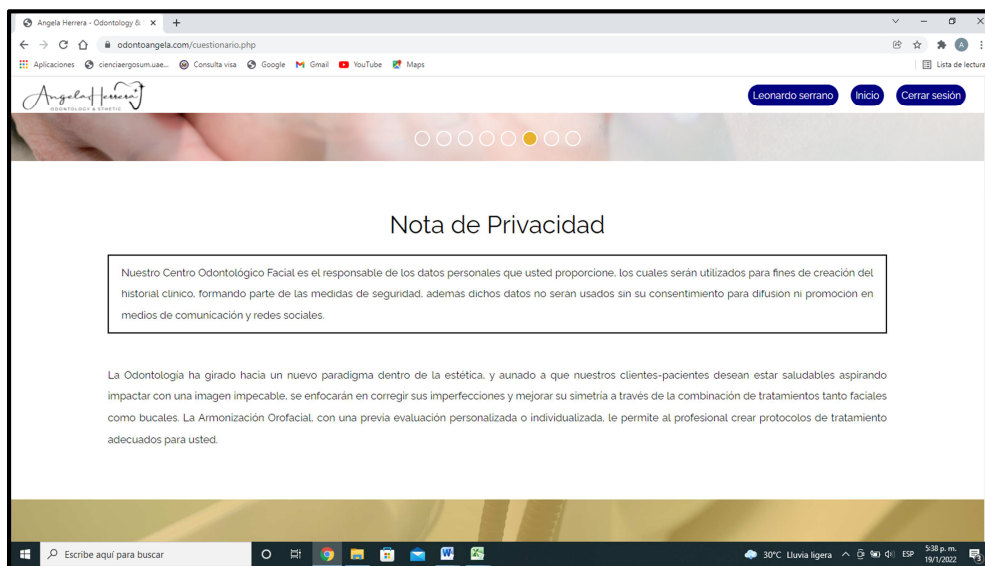 Angela Herrera - Odontology &
odontoangela.com/cuestionario.php
Aplicaciones cienciaergosum.uae... Consulta visa Google Gmail YouTube Maps Lista de lectura
Angela Herrera
ODONTOLOGY & STHETIC
Leonardo serrano Inicio Cerrar sesión
Nota de Privacidad
Nuestro Centro Odontológico Facial es el responsable de los datos personales que usted proporcione, los cuales serán utilizados para fines de creación del
historial clínico, formando parte de las medidas de seguridad, además dichos datos no serán usados sin su consentimiento para difusión ni promoción en
medios de comunicación y redes sociales.
La Odontología ha girado hacia un nuevo paradigma dentro de la estética, y aunado a que nuestros clientes-pacientes desean estar saludables aspirando
impactar con una imagen impecable, se enfocarán en corregir sus imperfecciones y mejorar su simetría a través de la combinación de tratamientos tanto faciales
como bucales. La Armonización Orofacial, con una previa evaluación personalizada o individualizada, le permite al profesional crear protocolos de tratamiento
adecuados para usted.
Escribe aquí para buscar
30°C Lluvia ligera ESP
5:38 p. m.
19/1/2022
3